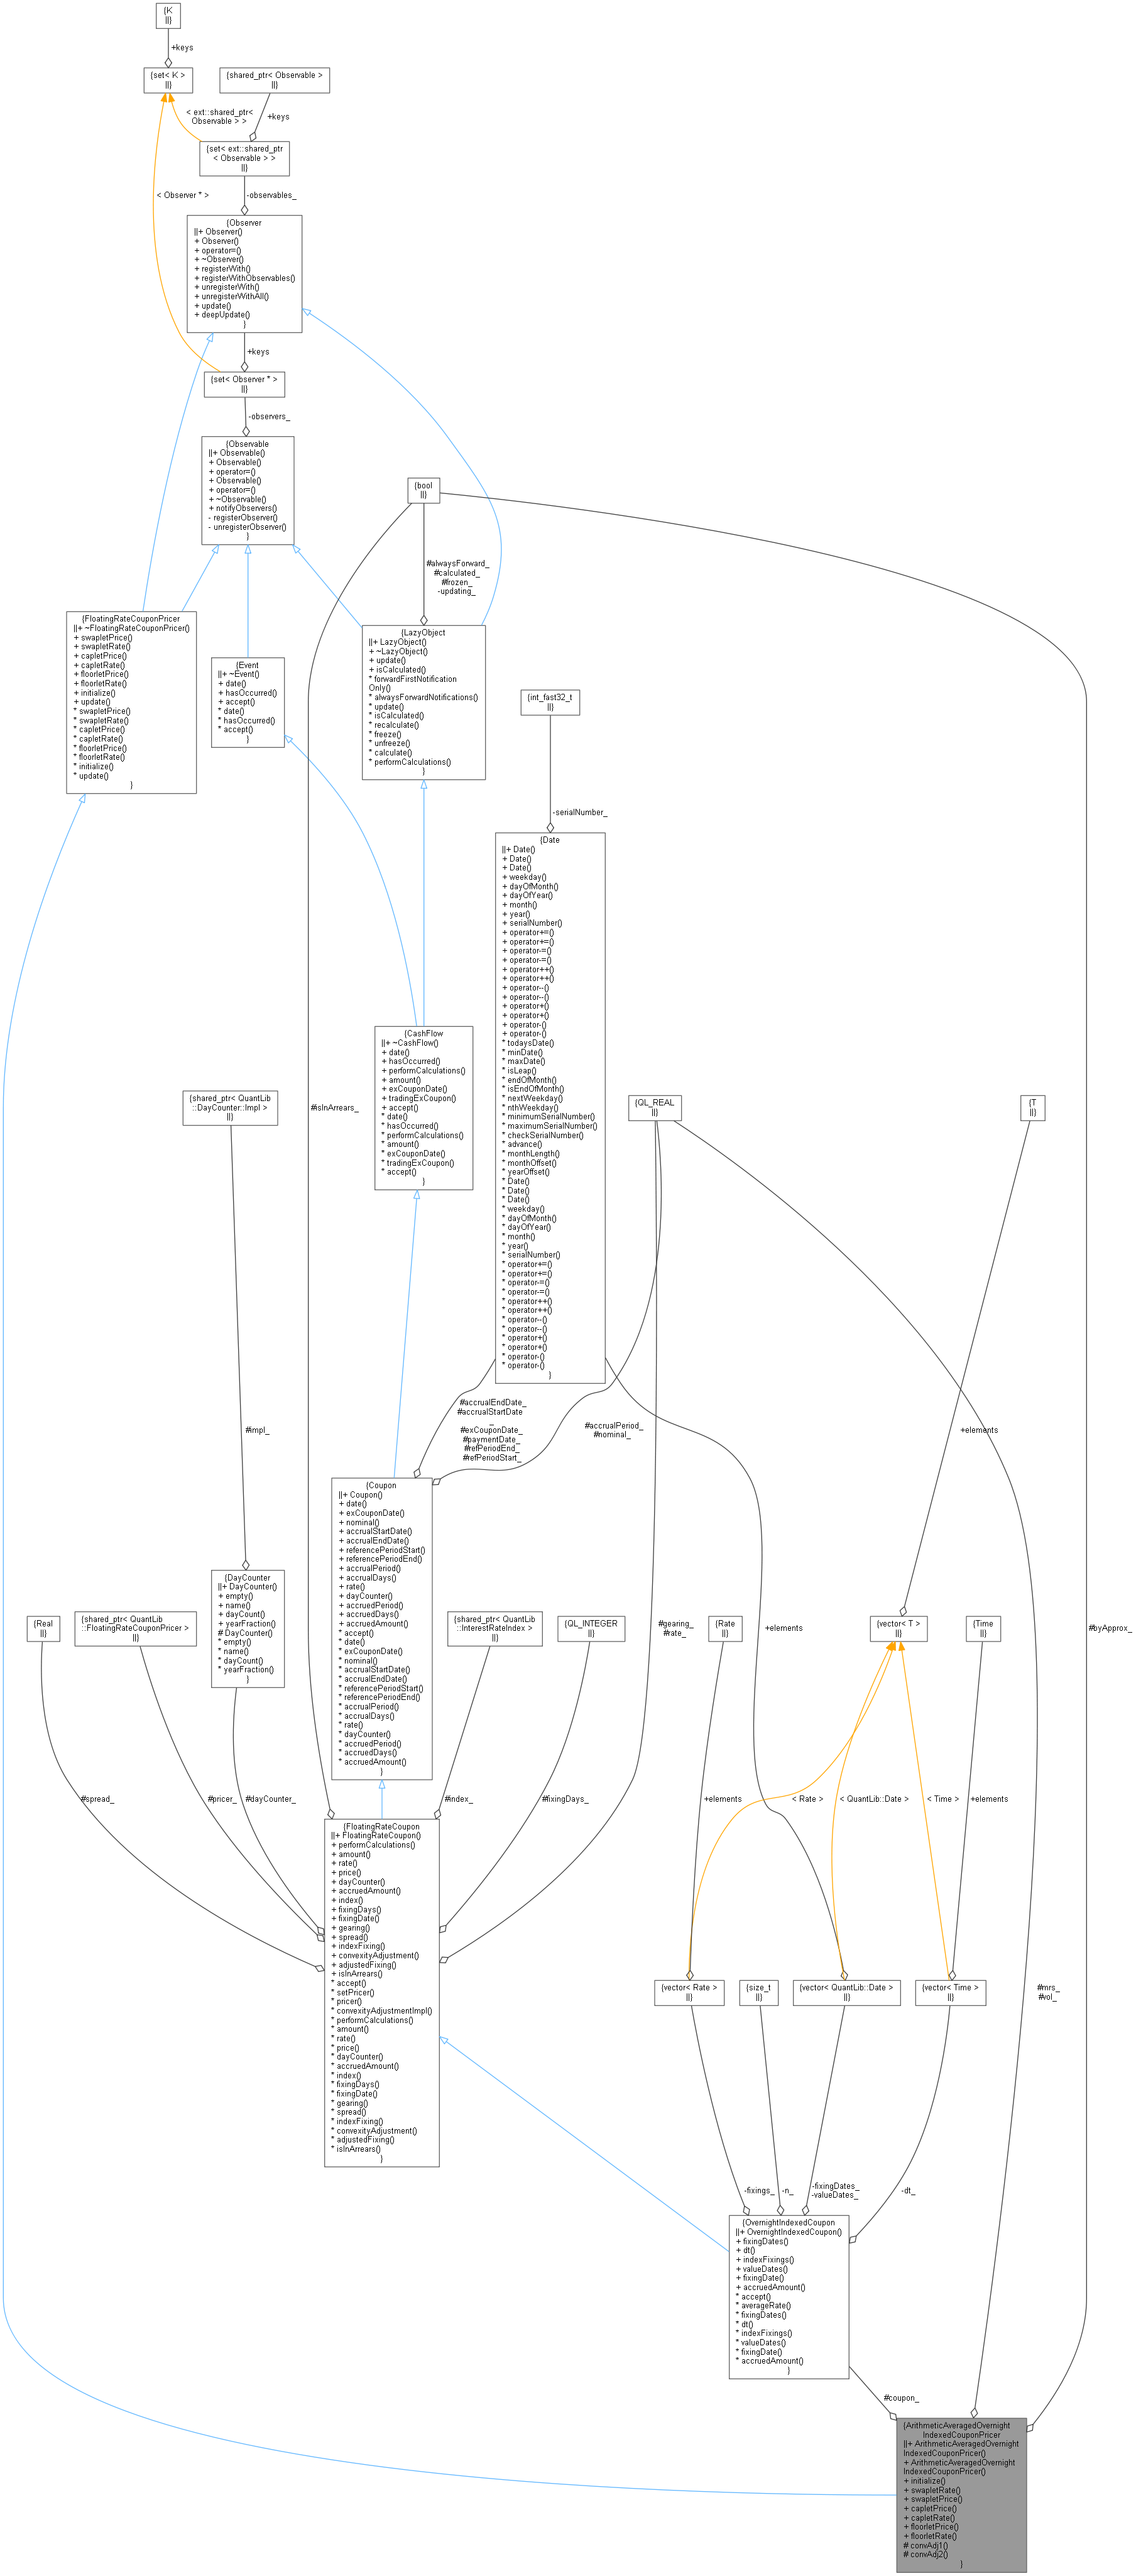 {K
||}
+keys
{set< K >
||}
{shared_ptr< Observable >
||}
< ext::shared_ptr<
Observable > >
+keys
{set< ext::shared_ptr
< Observable > >
||}
< Observer * >
-observables_
{Observer
||+ Observer()
+ Observer()
+ operator=()
+ ~Observer()
+ registerWith()
+ registerWithObservables()
+ unregisterWith()
+ unregisterWithAll()
+ update()
+ deepUpdate()
}
+keys
{set< Observer * >
||}
-observers_
{Observable
||+ Observable()
+ Observable()
+ operator=()
+ Observable()
+ operator=()
+ ~Observable()
+ notifyObservers()
- registerObserver()
- unregisterObserver()
}
{bool
||}
#alwaysForward_
#calculated_
#frozen_
-updating_
{FloatingRateCouponPricer
||+ ~FloatingRateCouponPricer()
+ swapletPrice()
+ swapletRate()
+ capletPrice()
+ capletRate()
+ floorletPrice()
+ floorletRate()
+ initialize()
+ update()
* swapletPrice()
* swapletRate()
* capletPrice()
* capletRate()
* floorletPrice()
* floorletRate()
* initialize()
* update()
}
{Event
||+ ~Event()
+ date()
+ hasOccurred()
+ accept()
* date()
* hasOccurred()
* accept()
}
{LazyObject
||+ LazyObject()
+ ~LazyObject()
+ update()
+ isCalculated()
* forwardFirstNotification
Only()
* alwaysForwardNotifications()
* update()
* isCalculated()
* recalculate()
* freeze()
* unfreeze()
* calculate()
* performCalculations()
}
{int_fast32_t
||}
-serialNumber_
{Date
||+ Date()
+ Date()
+ Date()
+ weekday()
+ dayOfMonth()
+ dayOfYear()
+ month()
+ year()
+ serialNumber()
+ operator+=()
+ operator+=()
+ operator-=()
+ operator-=()
+ operator++()
+ operator++()
+ operator--()
+ operator--()
+ operator+()
+ operator+()
+ operator-()
+ operator-()
* todaysDate()
* minDate()
* maxDate()
* isLeap()
* endOfMonth()
* isEndOfMonth()
* nextWeekday()
* nthWeekday()
* minimumSerialNumber()
* maximumSerialNumber()
* checkSerialNumber()
* advance()
* monthLength()
* monthOffset()
* yearOffset()
* Date()
* Date()
* Date()
* weekday()
* dayOfMonth()
* dayOfYear()
* month()
* year()
* serialNumber()
* operator+=()
* operator+=()
* operator-=()
* operator-=()
* operator++()
* operator++()
* operator--()
* operator--()
* operator+()
* operator+()
* operator-()
* operator-()
}
{CashFlow
||+ ~CashFlow()
+ date()
+ hasOccurred()
+ performCalculations()
+ amount()
+ exCouponDate()
+ tradingExCoupon()
+ accept()
* date()
* hasOccurred()
* performCalculations()
* amount()
* exCouponDate()
* tradingExCoupon()
* accept()
}
{shared_ptr< QuantLib
::DayCounter::Impl >
||}
#isInArrears_
{QL_REAL
||}
{T
||}
#impl_
#accrualEndDate_
#accrualStartDate
_
#exCouponDate_
#paymentDate_
#refPeriodEnd_
#refPeriodStart_
#accrualPeriod_
#nominal_
+elements
{Coupon
||+ Coupon()
+ date()
+ exCouponDate()
+ nominal()
+ accrualStartDate()
+ accrualEndDate()
+ referencePeriodStart()
+ referencePeriodEnd()
+ accrualPeriod()
+ accrualDays()
+ rate()
+ dayCounter()
+ accruedPeriod()
+ accruedDays()
+ accruedAmount()
* accept()
* date()
* exCouponDate()
* nominal()
* accrualStartDate()
* accrualEndDate()
* referencePeriodStart()
* referencePeriodEnd()
* accrualPeriod()
* accrualDays()
* rate()
* dayCounter()
* accruedPeriod()
* accruedDays()
* accruedAmount()
}
{DayCounter
||+ DayCounter()
+ empty()
+ name()
+ dayCount()
+ yearFraction()
# DayCounter()
* empty()
* name()
* dayCount()
* yearFraction()
}
{Real
||}
{shared_ptr< QuantLib
::FloatingRateCouponPricer >
||}
{shared_ptr< QuantLib
::InterestRateIndex >
||}
{QL_INTEGER
||}
#gearing_
#rate_
{Rate
||}
+elements
{vector< T >
||}
{Time
||}
#byApprox_
#spread_
#pricer_
#dayCounter_
#index_
#fixingDays_
+elements
< Rate >
< QuantLib::Date >
< Time >
+elements
{FloatingRateCoupon
||+ FloatingRateCoupon()
+ performCalculations()
+ amount()
+ rate()
+ price()
+ dayCounter()
+ accruedAmount()
+ index()
+ fixingDays()
+ fixingDate()
+ gearing()
+ spread()
+ indexFixing()
+ convexityAdjustment()
+ adjustedFixing()
+ isInArrears()
* accept()
* setPricer()
* pricer()
* convexityAdjustmentImpl()
* performCalculations()
* amount()
* rate()
* price()
* dayCounter()
* accruedAmount()
* index()
* fixingDays()
* fixingDate()
* gearing()
* spread()
* indexFixing()
* convexityAdjustment()
* adjustedFixing()
* isInArrears()
}
{vector< Rate >
||}
{size_t
||}
{vector< QuantLib::Date >
||}
{vector< Time >
||}
#mrs_
#vol_
-fixings_
-n_
-fixingDates_
-valueDates_
-dt_
{OvernightIndexedCoupon
||+ OvernightIndexedCoupon()
+ fixingDates()
+ dt()
+ indexFixings()
+ valueDates()
+ fixingDate()
+ accruedAmount()
* accept()
* averageRate()
* fixingDates()
* dt()
* indexFixings()
* valueDates()
* fixingDate()
* accruedAmount()
}
#coupon_
{ArithmeticAveragedOvernight
IndexedCouponPricer
||+ ArithmeticAveragedOvernight
IndexedCouponPricer()
+ ArithmeticAveragedOvernight
IndexedCouponPricer()
+ initialize()
+ swapletRate()
+ swapletPrice()
+ capletPrice()
+ capletRate()
+ floorletPrice()
+ floorletRate()
# convAdj1()
# convAdj2()
}